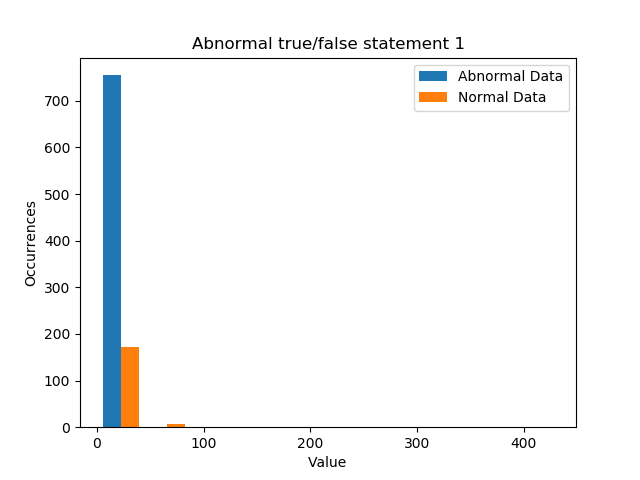 Abnormal true/false statement 1
Abnormal Data
Normal Data
700
600
500
400
300
200
100
0
Occurrences
0 100 200 300 400
Value